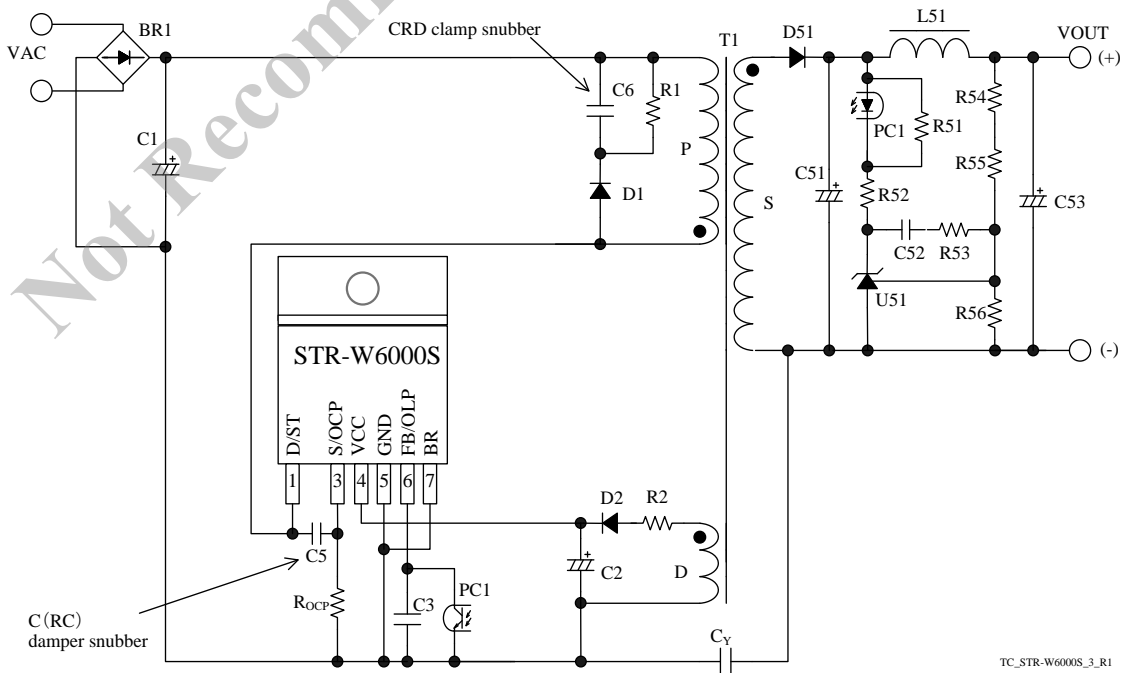 CRD clamp snubber
L51
BR1
T1
D51
VOUT
VAC
(+)
C6
R1
R54
PC1
R51
C1
P
R55
C51
R52
D1
S
C53
C52
R53
U51
R56
STR-W6000S
(-)
D/ST
S/OCP
VCC
GND
FB/OLP
BR
1
3
4
5
6
7
D2
R2
C5
C2
D
PC1
ROCP
C3
C(RC)
damper snubber
CY
TC_STR-W6000S_3_R1
Not Recom